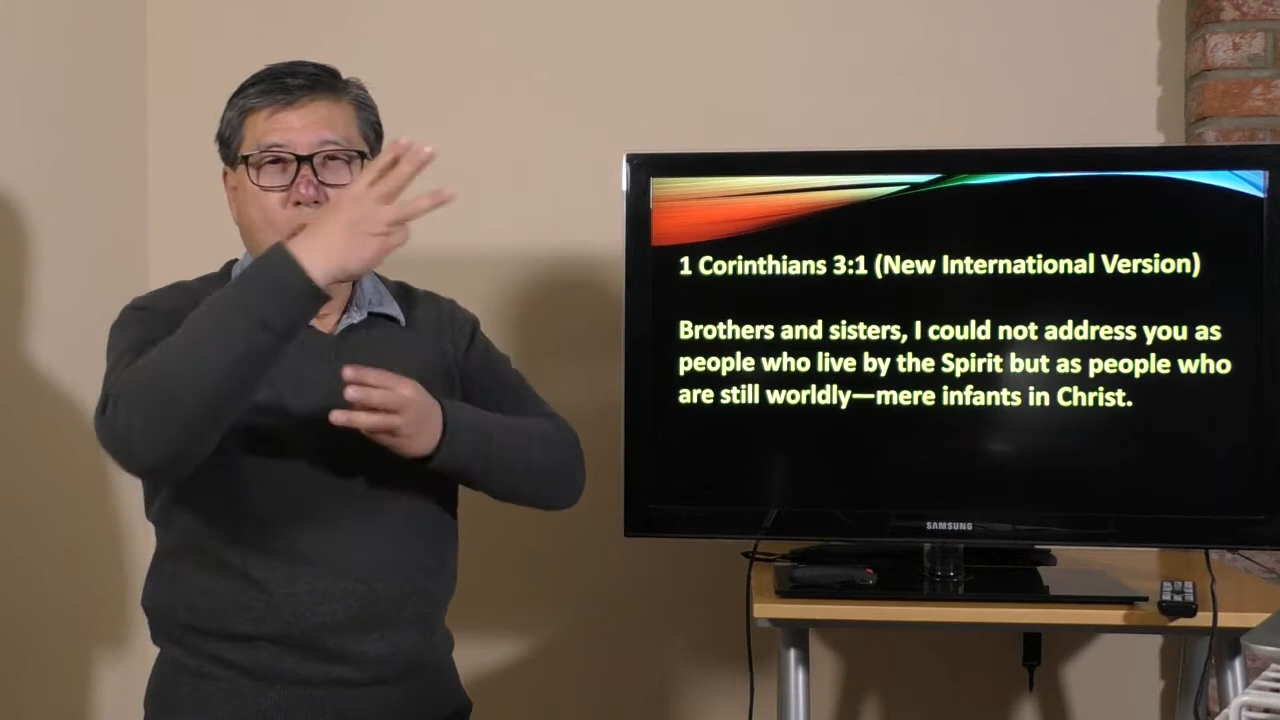 1 Corinthians 3:1 (New International Version)
Brothers and sisters, I could not address you as
people who live by the Spirit but as people who
are still worldly—mere infants in Christ.
SAMSUNG